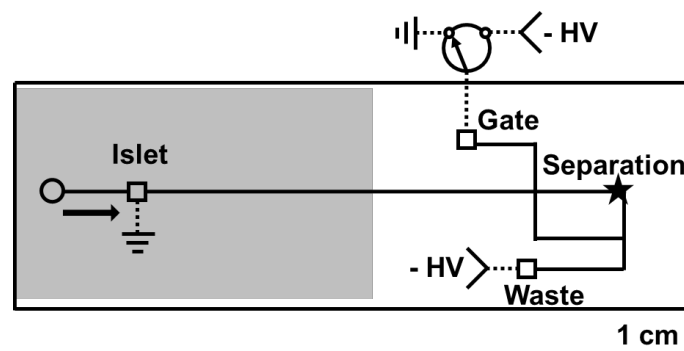 - HV
Gate
Islet
Separation
- HV
Waste
1 cm